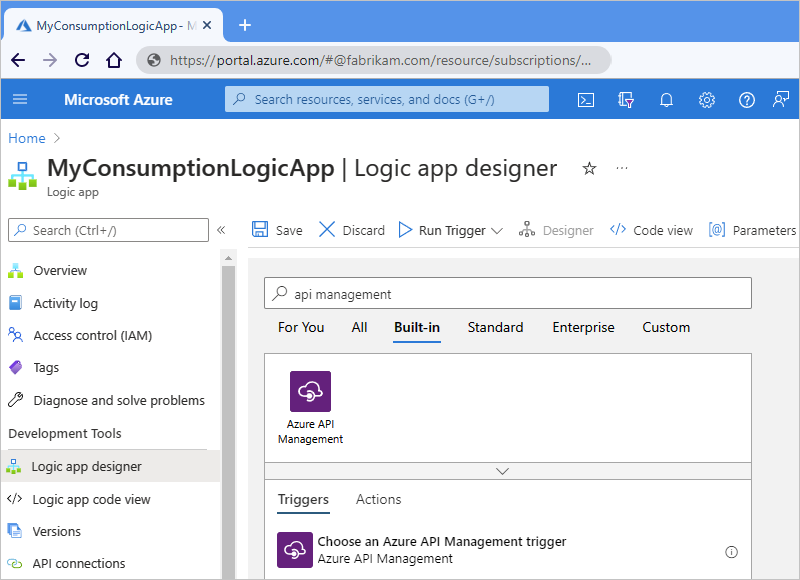 MyConsumptionLogicApp - M
https://portal.azure.com/#@fabrikam.com/resource/subscriptions/...
Microsoft Azure
Search resources, services, and docs (G+/)
Home
MyConsumptionLogicApp | Logic app designer
Logic app
Search (Ctrl+/)
Save
Discard
Run Trigger
Designer
Code view
Parameters
Overview
Activity log
Access control (IAM)
Tags
Diagnose and solve problems
Development Tools
Logic app designer
Logic app code view
Versions
API connections
api management
For You
All
Built-in
Standard
Enterprise
Custom
Azure API
Management
Triggers
Actions
Choose an Azure API Management trigger
Azure API Management